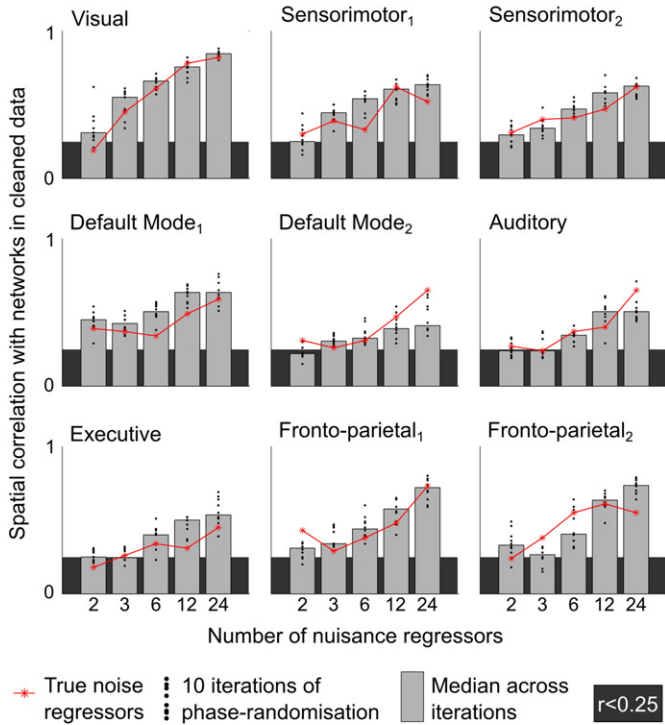 Visual
Sensorimotor₁
Sensorimotor₂
1
0
Default Mode₁
Default Mode₂
Auditory
1
0
Executive
Fronto-parietal₁
Fronto-parietal₂
1
0
2 3 6 12 24
2 3 6 12 24
2 3 6 12 24
Spatial correlation with networks in cleaned data
Number of nuisance regressors
True noise
regressors
10 iterations of
phase-randomisation
Median across
iterations
r<0.25